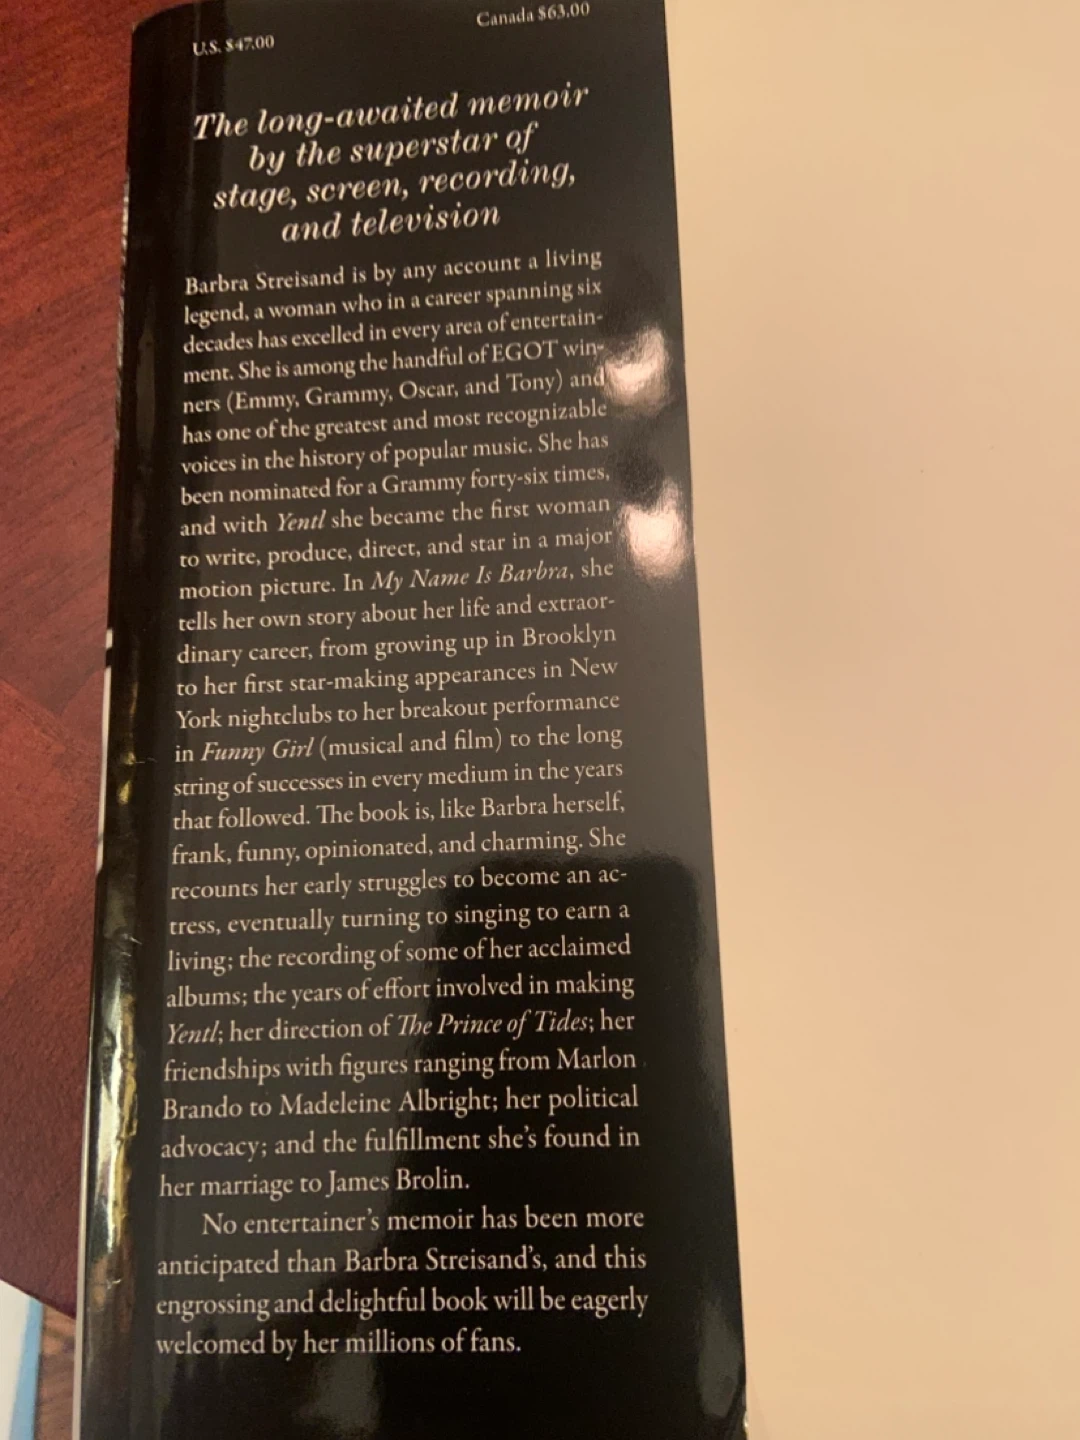 U.S. $47.00
Canada $63.00
The long-awaited memoir
by the superstar of
stage, screen, recording,
and television
Barbra Streisand is by any account a living
legend, a woman who in a career spanning six
decades has excelled in every area of entertain-
ment. She is among the handful of EGOT win-
ners (Emmy, Grammy, Oscar, and Tony) and
has one of the greatest and most recognizable
voices in the history of popular music. She has
been nominated for a Grammy forty-six times,
and with Yentl she became the first woman
to write, produce, direct, and star in a major
motion picture. In My Name Is Barbra, she
tells her own story about her life and extraor-
dinary career, from growing up in Brooklyn
to her first star-making appearances in New
York nightclubs to her breakout performance
in Funny Girl (musical and film) to the long
string of successes in every medium in the years
that followed. The book is, like Barbra herself,
frank, funny, opinionated, and charming. She
recounts her early struggles to become an ac-
tress, eventually turning to singing to earn a
living; the recording of some of her acclaimed
albums; the years of effort involved in making
Yentl; her direction of The Prince of Tides; her
friendships with figures ranging from Marlon
Brando to Madeleine Albright; her political
advocacy; and the fulfillment she's found in
her marriage to James Brolin.
No entertainer's memoir has been more
anticipated than Barbra Streisand's, and this
engrossing and delightful book will be eagerly
welcomed by her millions of fans.